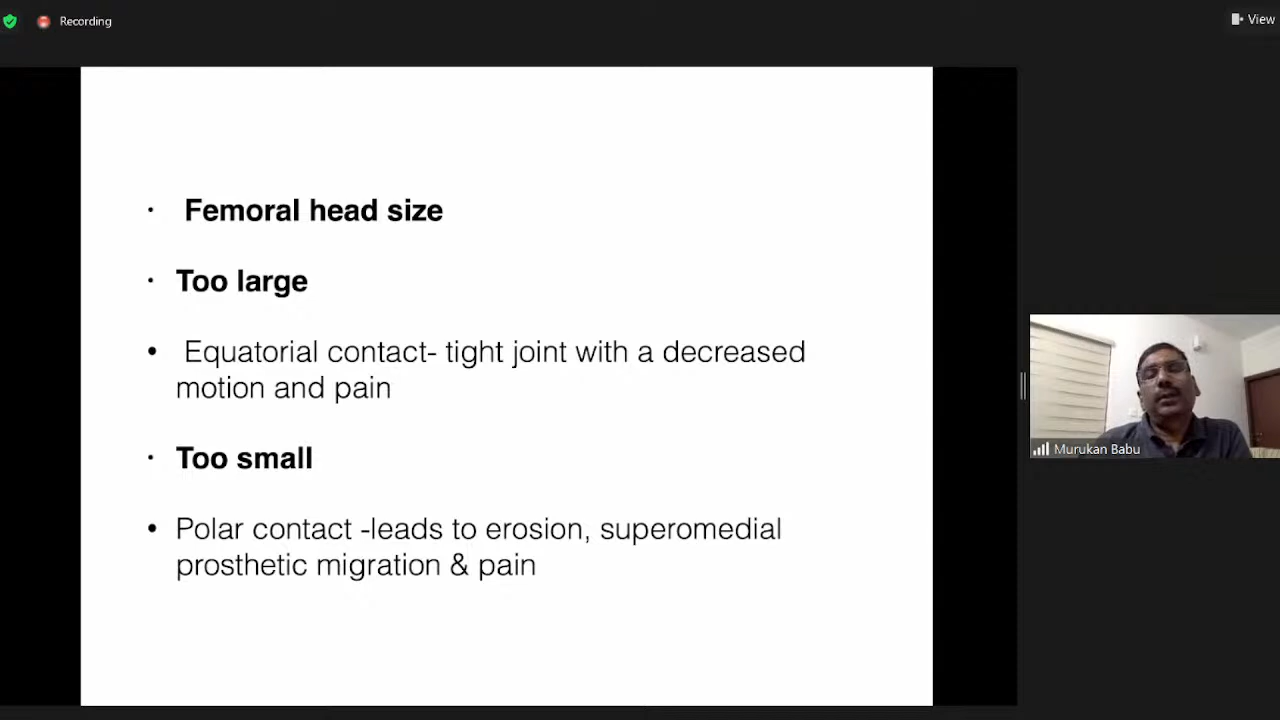 Recording
View
· Femoral head size
· Too large
• Equatorial contact- tight joint with a decreased
motion and pain
· Too small
• Polar contact -leads to erosion, superomedial
prosthetic migration & pain
Murukan Babu